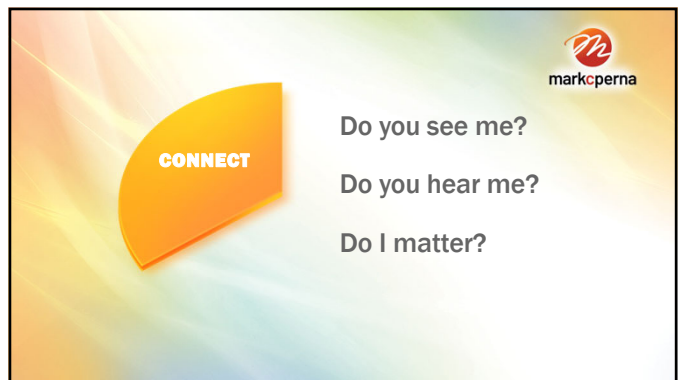 markcperna
CONNECT
Do you see me?
Do you hear me?
Do I matter?